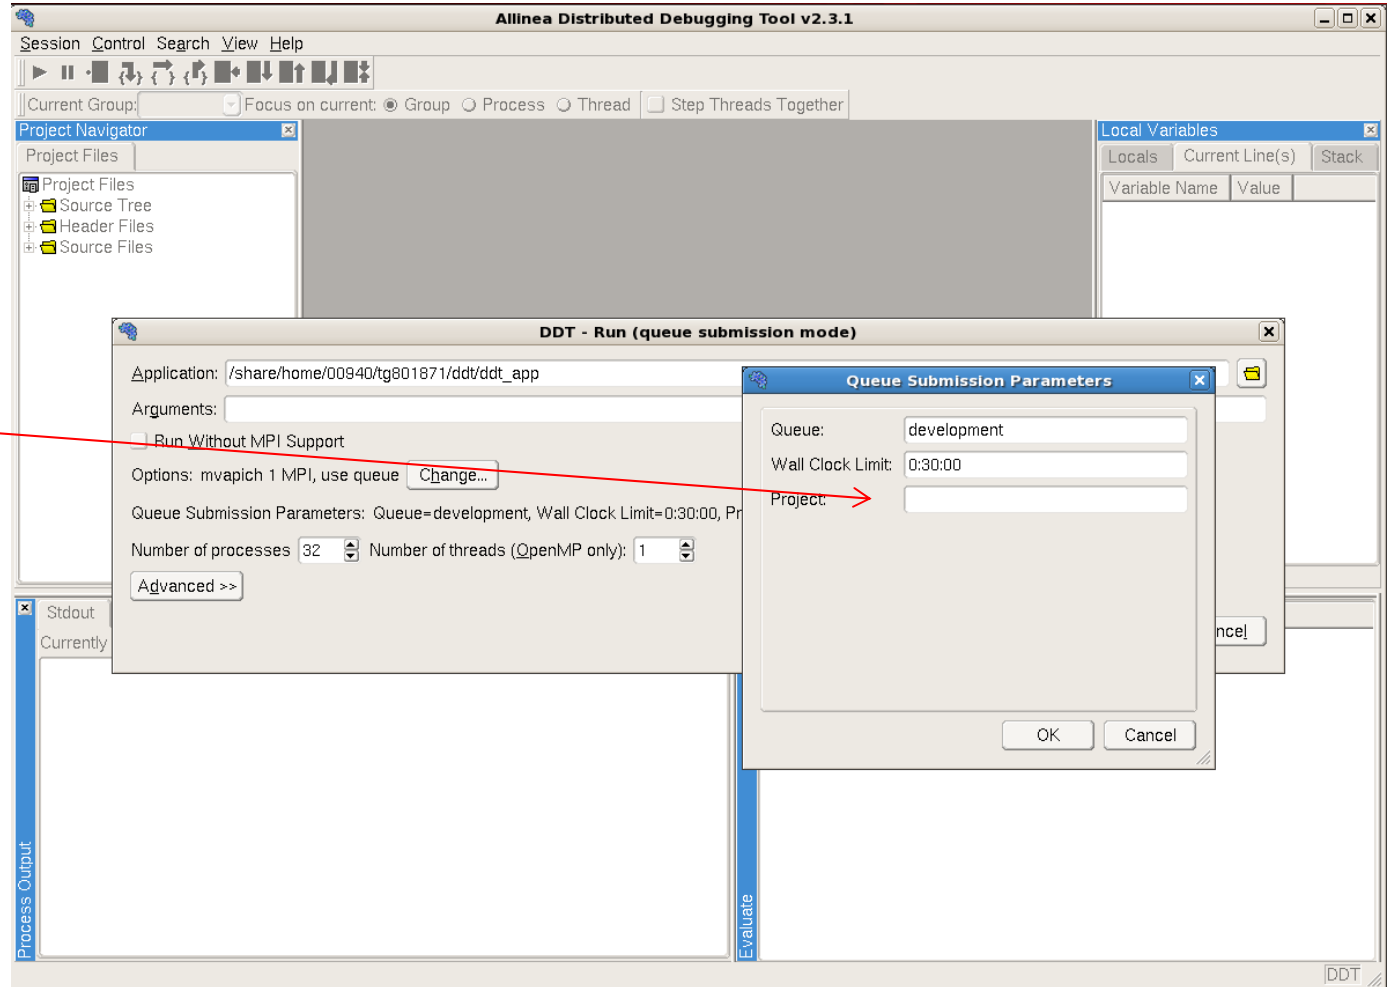 Allinea Distributed Debugging Tool v2.3.1
Session Control Search View Help
Current Group: Focus on current: Group Process Thread Step Threads Together
Project Navigator
Project Files
Project Files
Source Tree
Header Files
Source Files
Local Variables
Locals Current Line(s) Stack
Variable Name Value
DDT - Run (queue submission mode)
Application: /share/home/00940/tg801871/ddt/ddt_app
Arguments:
Run Without MPI Support
Options: mvapich 1 MPI, use queue Change...
Queue Submission Parameters: Queue=development, Wall Clock Limit=0:30:00, Pr
Number of processes 32 Number of threads (OpenMP only): 1
Advanced >>
ncel
Queue Submission Parameters
Queue: development
Wall Clock Limit: 0:30:00
Project:
OK Cancel
Stdout
Currently
Process Output
Evaluate
DDT